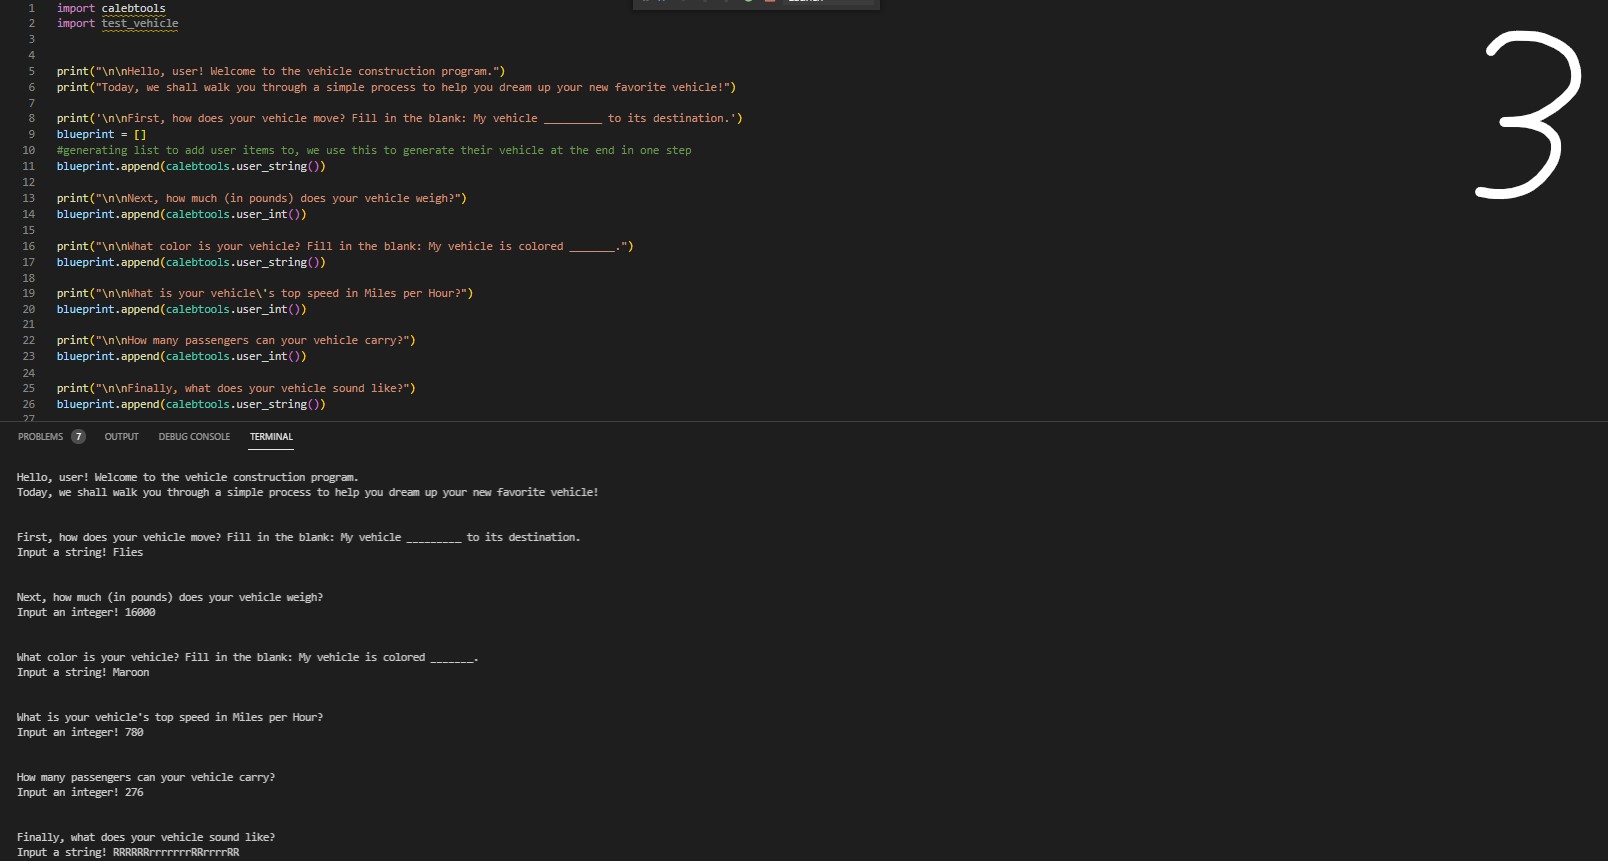 1 import calebtools
2 import test_vehicle
3
4
5 print("\n\nHello, user! Welcome to the vehicle construction program.")
6 print("Today, we shall walk you through a simple process to help you dream up your new favorite vehicle!")
7
8 print('\n\nFirst, how does your vehicle move? Fill in the blank: My vehicle _________ to its destination.')
9 blueprint = []
10 #generating list to add user items to, we use this to generate their vehicle at the end in one step
11 blueprint.append(calebtools.user_string())
12
13 print("\n\nNext, how much (in pounds) does your vehicle weigh?")
14 blueprint.append(calebtools.user_int())
15
16 print("\n\nWhat color is your vehicle? Fill in the blank: My vehicle is colored _______.")
17 blueprint.append(calebtools.user_string())
18
19 print("\n\nWhat is your vehicle\'s top speed in Miles per Hour?")
20 blueprint.append(calebtools.user_int())
21
22 print("\n\nHow many passengers can your vehicle carry?")
23 blueprint.append(calebtools.user_int())
24
25 print("\n\nFinally, what does your vehicle sound like?")
26 blueprint.append(calebtools.user_string())
27
3
PROBLEMS 7 OUTPUT DEBUG CONSOLE TERMINAL
Hello, user! Welcome to the vehicle construction program.
Today, we shall walk you through a simple process to help you dream up your new favorite vehicle!
First, how does your vehicle move? Fill in the blank: My vehicle _________ to its destination.
Input a string! Flies
Next, how much (in pounds) does your vehicle weigh?
Input an integer! 16000
What color is your vehicle? Fill in the blank: My vehicle is colored _______.
Input a string! Maroon
What is your vehicle's top speed in Miles per Hour?
Input an integer! 780
How many passengers can your vehicle carry?
Input an integer! 276
Finally, what does your vehicle sound like?
Input a string! RRRRRRrrrrrrrRRrrrrRR